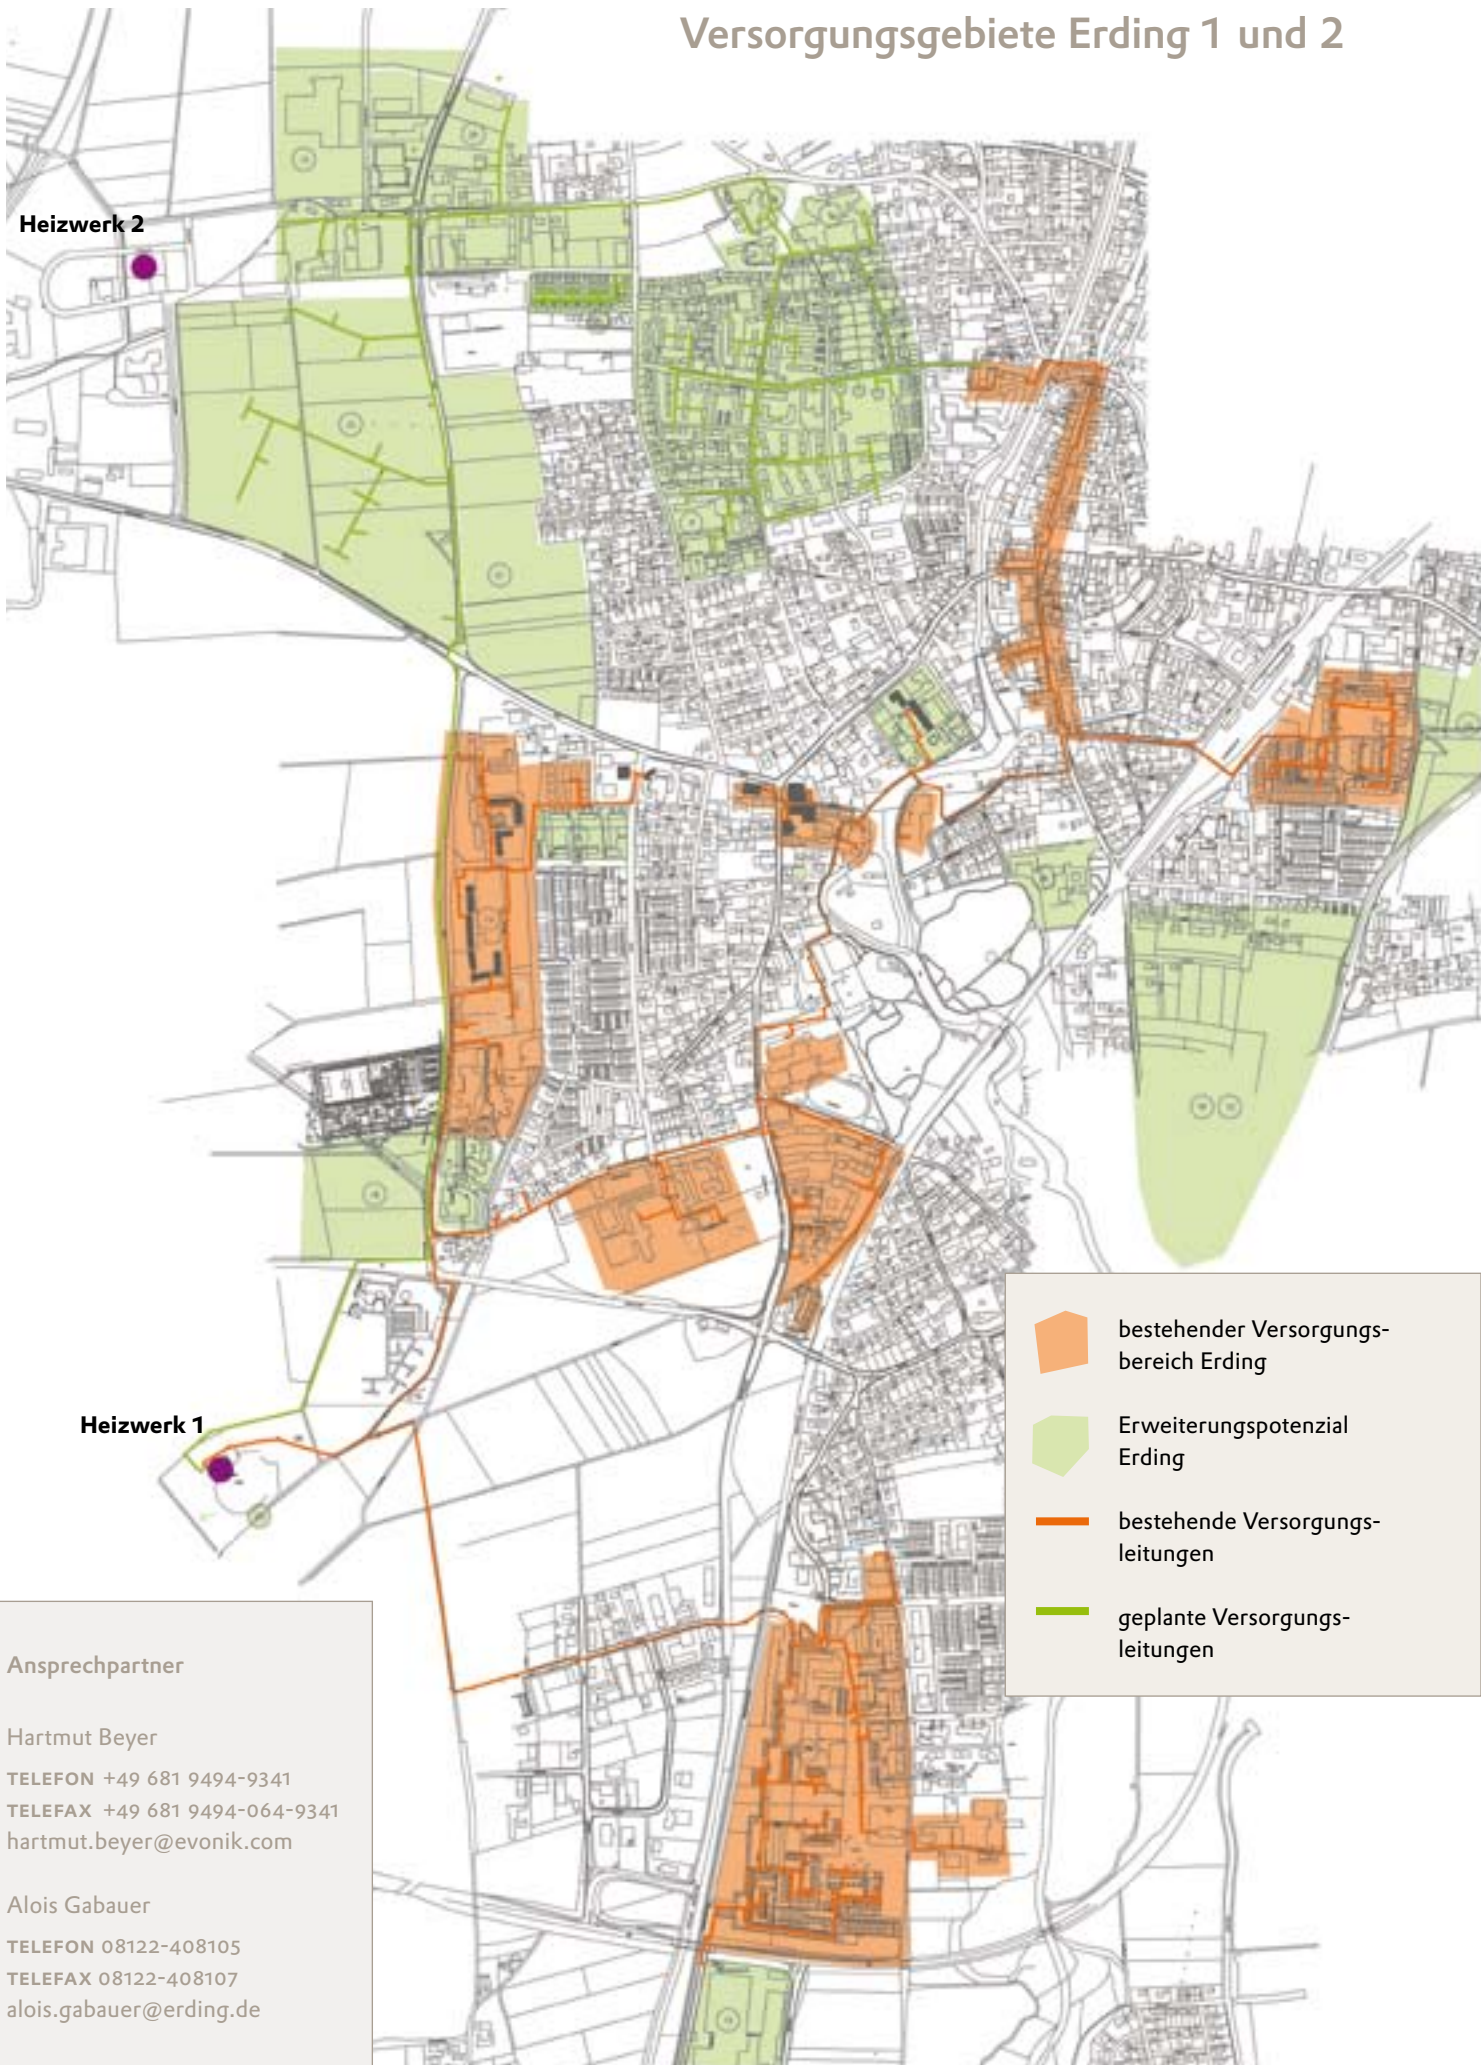 Versorgungsgebiete Erding 1 und 2
Heizwerk 2
Heizwerk 1
bestehender Versorgungs-
bereich Erding
Erweiterungspotenzial
Erding
bestehende Versorgungs-
leitungen
geplante Versorgungs-
leitungen
Ansprechpartner
Hartmut Beyer
TELEFON +49 681 9494-9341
TELEFAX +49 681 9494-064-9341
hartmut.beyer@evonik.com
Alois Gabauer
TELEFON 08122-408105
TELEFAX 08122-408107
alois.gabauer@erding.de